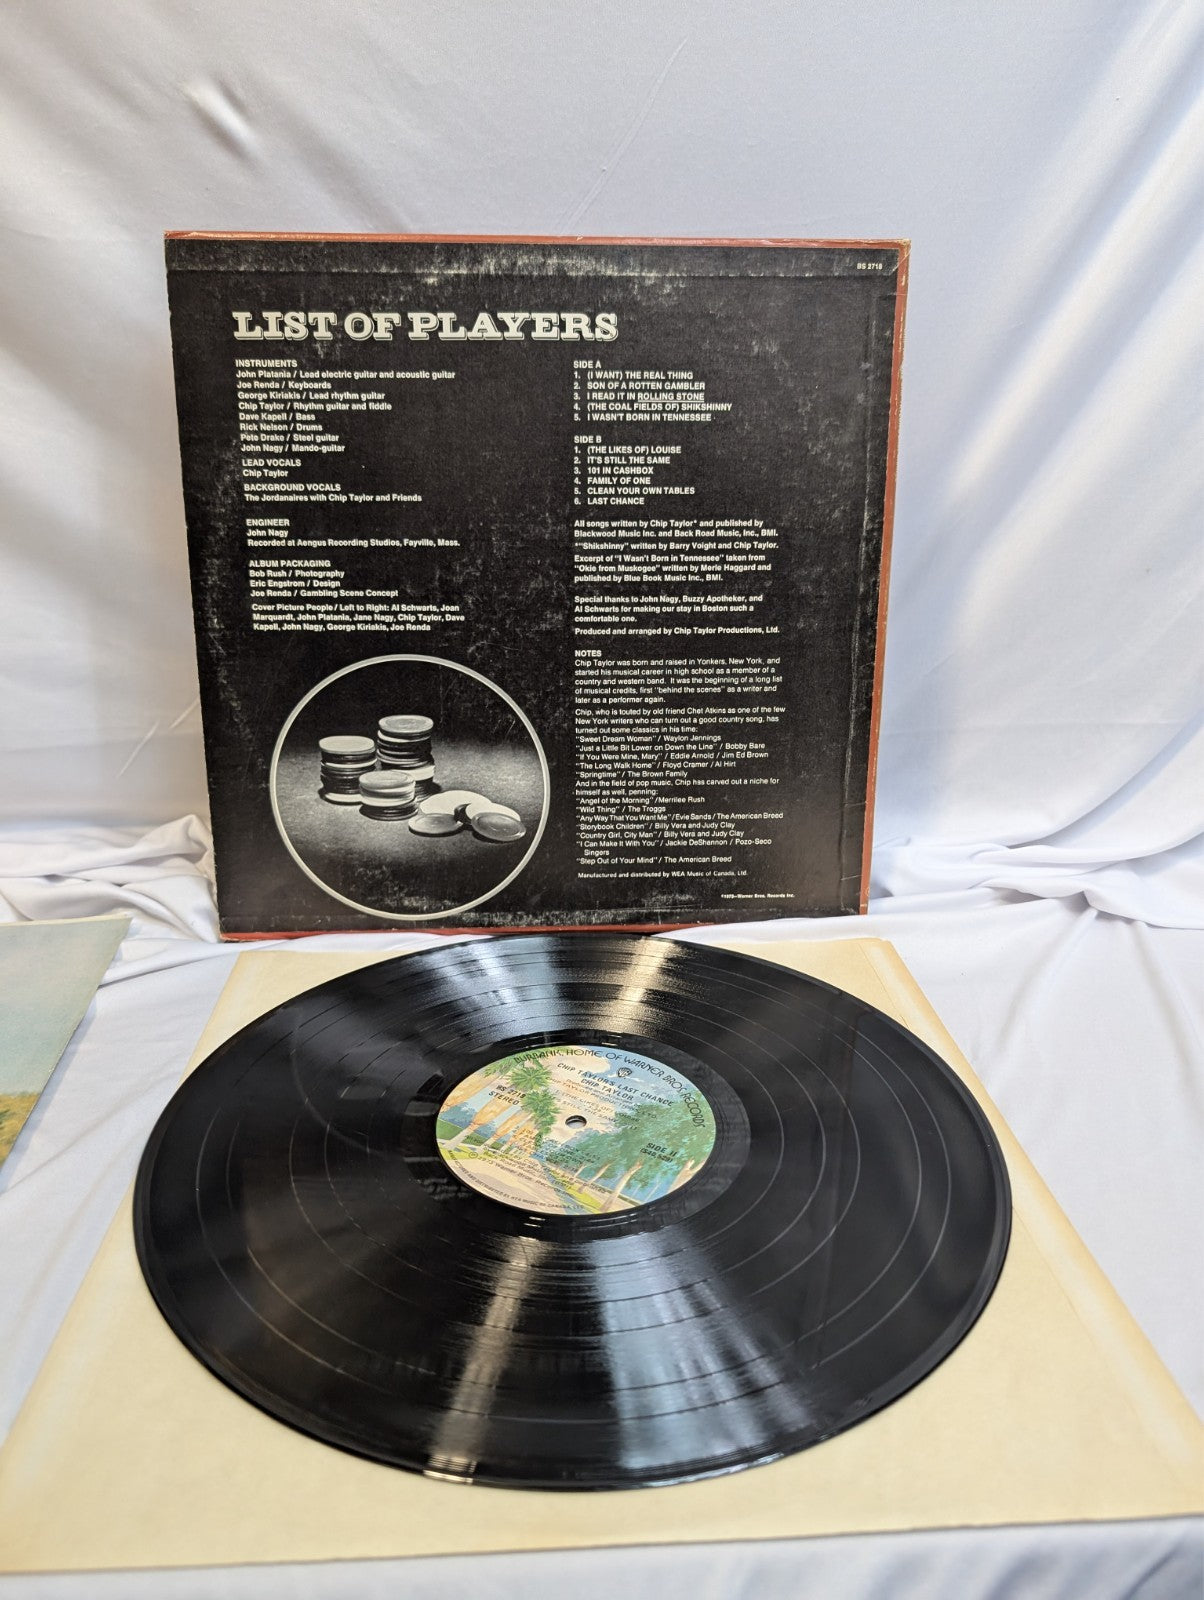 BS 2718
LIST OF PLAYERS
INSTRUMENTS
John Platania / Lead electric guitar and acoustic guitar
Joe Renda / Keyboards
George Kiriakis / Lead rhythm guitar
Chip Taylor / Rhythm guitar and fiddle
Dave Kapell / Bass
Rick Nelson / Drums
Pete Drake / Steel guitar
John Nagy / Mando-guitar
LEAD VOCALS
Chip Taylor
BACKGROUND VOCALS
The Jordanaires with Chip Taylor and Friends
ENGINEER
John Nagy
Recorded at Aengus Recording Studios, Fayville, Mass.
ALBUM PACKAGING
Bob Rush / Photography
Eric Engstrom / Design
Joe Renda / Gambling Scene Concept
Cover Picture People / Left to Right: Al Schwarts, Joan
Marquardt, John Platania, Jane Nagy, Chip Taylor, Dave
Kapell, John Nagy, George Kiriakis, Joe Renda
SIDE A
1. (I WANT) THE REAL THING
2. SON OF A ROTTEN GAMBLER
3. I READ IT IN ROLLING STONE
4. (THE COAL FIELDS OF) SHIKSHINNY
5. I WASN'T BORN IN TENNESSEE
SIDE B
1. (THE LIKES OF) LOUISE
2. IT'S STILL THE SAME
3. 101 IN CASHBOX
4. FAMILY OF ONE
5. CLEAN YOUR OWN TABLES
6. LAST CHANCE
All songs written by Chip Taylor* and published by
Blackwood Music Inc. and Back Road Music, Inc., BMI.
*"Shikshinny" written by Barry Voight and Chip Taylor.
Excerpt of "I Wasn't Born in Tennessee" taken from
"Okie from Muskogee" written by Merle Haggard and
published by Blue Book Music Inc., BMI.
Special thanks to John Nagy, Buzzy Apotheker, and
Al Schwarts for making our stay in Boston such a
comfortable one.
Produced and arranged by Chip Taylor Productions, Ltd.
NOTES
Chip Taylor was born and raised in Yonkers, New York, and
started his musical career in high school as a member of a
country and western band. It was the beginning of a long list
of musical credits, first "behind the scenes" as a writer and
later as a performer again.
Chip, who is touted by old friend Chet Atkins as one of the few
New York writers who can turn out a good country song, has
turned out some classics in his time:
"Sweet Dream Woman" / Waylon Jennings
"Just a Little Bit Lower on Down the Line" / Bobby Bare
"If You Were Mine, Mary" / Eddie Arnold / Jim Ed Brown
"The Long Walk Home" / Floyd Cramer / Al Hirt
"Springtime" / The Brown Family
And in the field of pop music, Chip has carved out a niche for
himself as well, penning:
"Angel of the Morning" / Merrilee Rush
"Wild Thing" / The Troggs
"Any Way That You Want Me" / Evie Sands / The American Breed
"Storybook Children" / Billy Vera and Judy Clay
"Country Girl, City Man" / Billy Vera and Judy Clay
"I Can Make It With You" / Jackie DeShannon / Pozo-Seco
Singers
"Step Out of Your Mind" / The American Breed
Manufactured and distributed by WEA Music of Canada, Ltd.
©1973—Warner Bros. Records Inc.
BURBANK, HOME OF WARNER BROS. RECORDS
CHIP TAYLOR'S LAST CHANCE
CHIP TAYLOR
BS 2718
STEREO
SIDE II